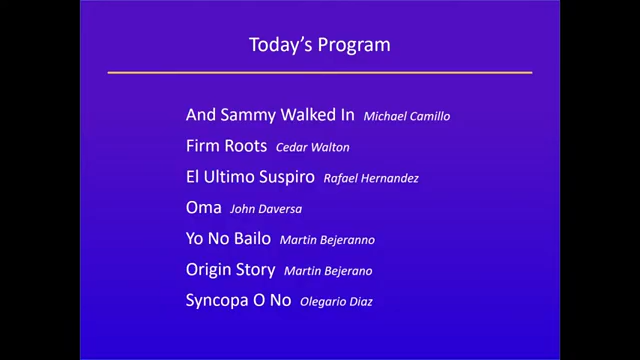 Today's Program
And Sammy Walked In Michael Camillo
Firm Roots Cedar Walton
El Ultimo Suspiro Rafael Hernandez
Oma John Daversa
Yo No Bailo Martin Bejeranno
Origin Story Martin Bejerano
Syncopa O No Olegario Diaz